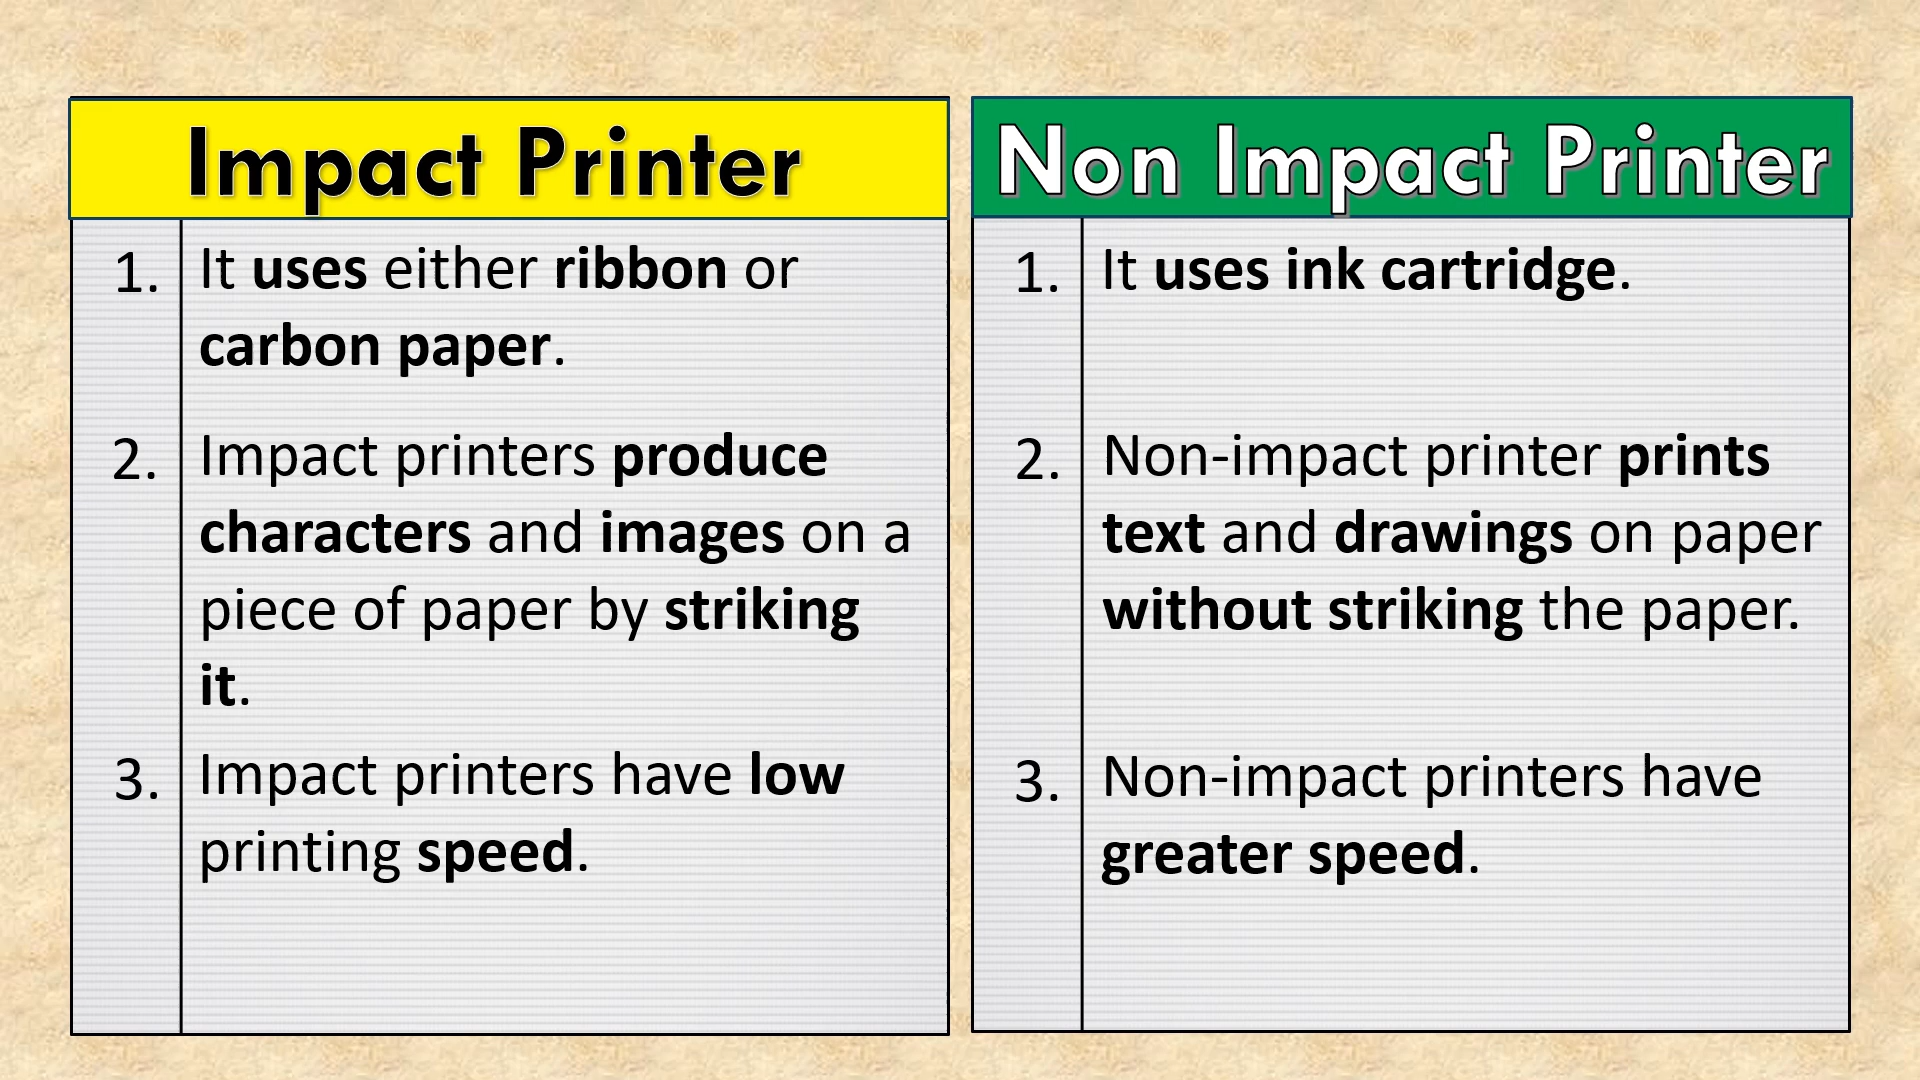 Impact Printer
1. It uses either ribbon or
carbon paper.
2. Impact printers produce
characters and images on a
piece of paper by striking
it.
3. Impact printers have low
printing speed.
Non Impact Printer
1. It uses ink cartridge.
2. Non-impact printer prints
text and drawings on paper
without striking the paper.
3. Non-impact printers have
greater speed.